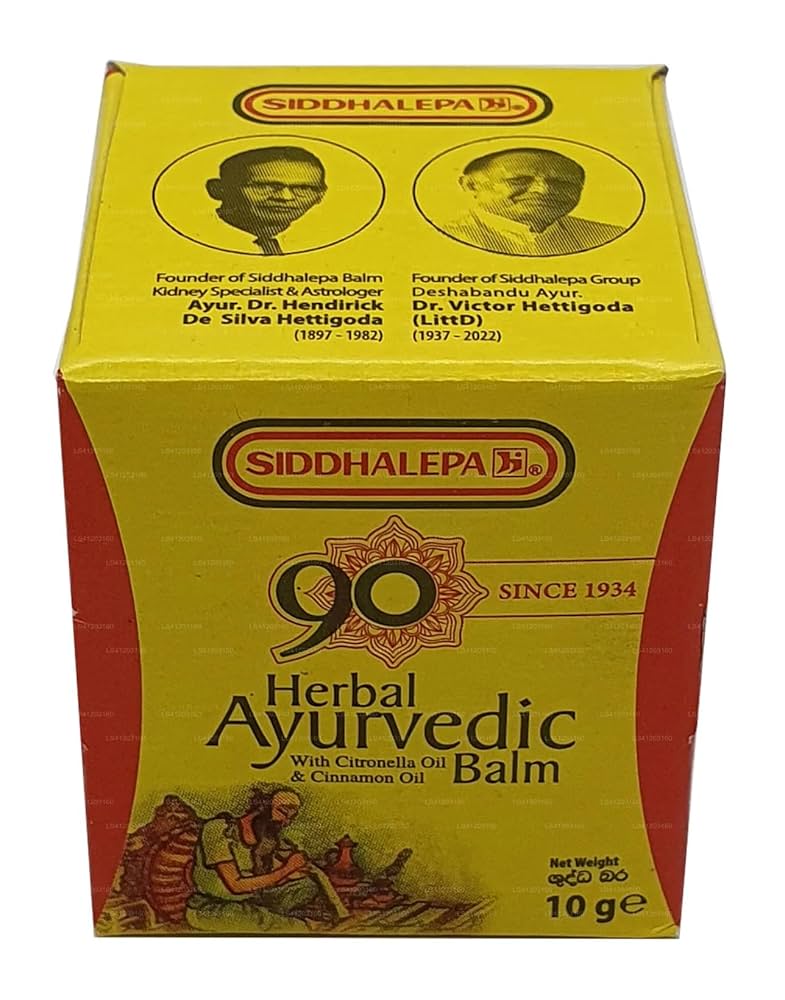 SIDDHALEPA ®
Founder of Siddhalepa Balm
Kidney Specialist & Astrologer
Ayur. Dr. Hendirick
De Silva Hettigoda
(1897 - 1982)
Founder of Siddhalepa Group
Deshabandu Ayur.
Dr. Victor Hettigoda
(LittD)
(1937 - 2022)
SIDDHALEPA ®
90 SINCE 1934
Herbal
Ayurvedic
With Citronella Oil
& Cinnamon Oil
Balm
Net Weight
ශුද්ධ බර
10 g℮